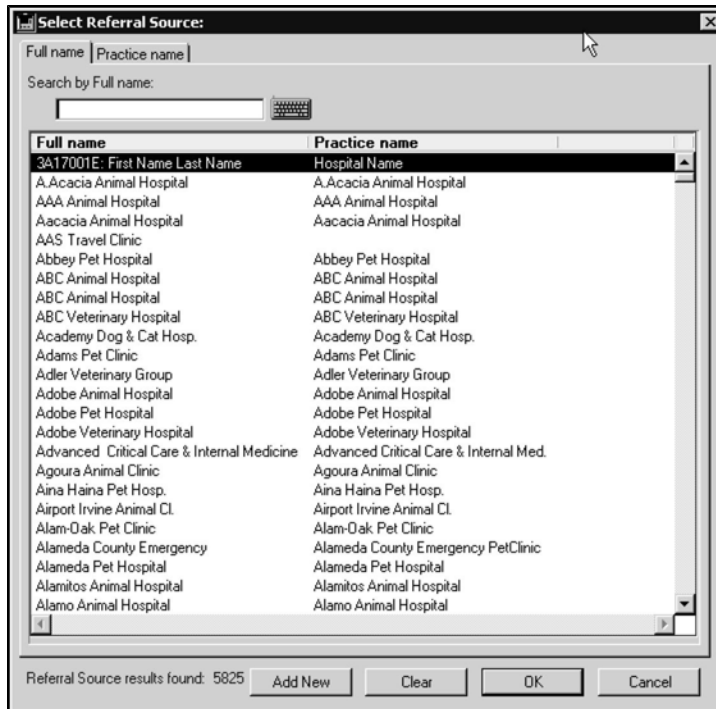 Select Referral Source:
Full name Practice name
Search by Full name:
Full name Practice name
3A17001E: First Name Last Name Hospital Name
A.Acacia Animal Hospital A.Acacia Animal Hospital
AAA Animal Hospital AAA Animal Hospital
Aacacia Animal Hospital Aacacia Animal Hospital
AAS Travel Clinic
Abbey Pet Hospital Abbey Pet Hospital
ABC Animal Hospital ABC Animal Hospital
ABC Animal Hospital ABC Animal Hospital
ABC Veterinary Hospital ABC Veterinary Hospital
Academy Dog & Cat Hosp. Academy Dog & Cat Hosp.
Adams Pet Clinic Adams Pet Clinic
Adler Veterinary Group Adler Veterinary Group
Adobe Animal Hospital Adobe Animal Hospital
Adobe Pet Hospital Adobe Pet Hospital
Adobe Veterinary Hospital Adobe Veterinary Hospital
Advanced Critical Care & Internal Medicine Advanced Critical Care & Internal Med.
Agoura Animal Clinic Agoura Animal Clinic
Aina Haina Pet Hosp. Aina Haina Pet Hosp.
Airport Irvine Animal Cl. Airport Irvine Animal Cl.
Alam-Oak Pet Clinic Alam-Oak Pet Clinic
Alameda County Emergency Alameda County Emergency PetClinic
Alameda Pet Hospital Alameda Pet Hospital
Alamitos Animal Hospital Alamitos Animal Hospital
Alamo Animal Hospital Alamo Animal Hospital
Referral Source results found: 5825 Add New Clear OK Cancel